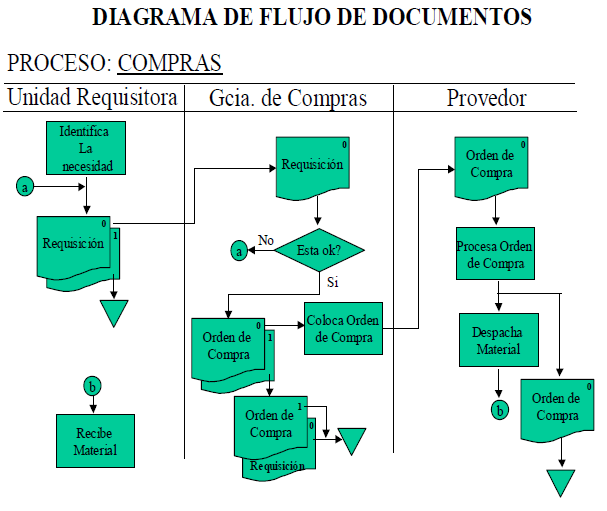 DIAGRAMA DE FLUJO DE DOCUMENTOS
PROCESO: COMPRAS
Unidad Requisitora
Gcia. de Compras
Provedor
Identifica
La
necesidad
a
0
Requisición
1
0
Requisición
No
a
Esta ok?
Si
0
Orden de
Compra
1
Coloca Orden
de Compra
1
Orden de
Compra
0
Requisición
b
Recibe
Material
0
Orden de
Compra
Procesa Orden
de Compra
Despacha
Material
b
0
Orden de
Compra